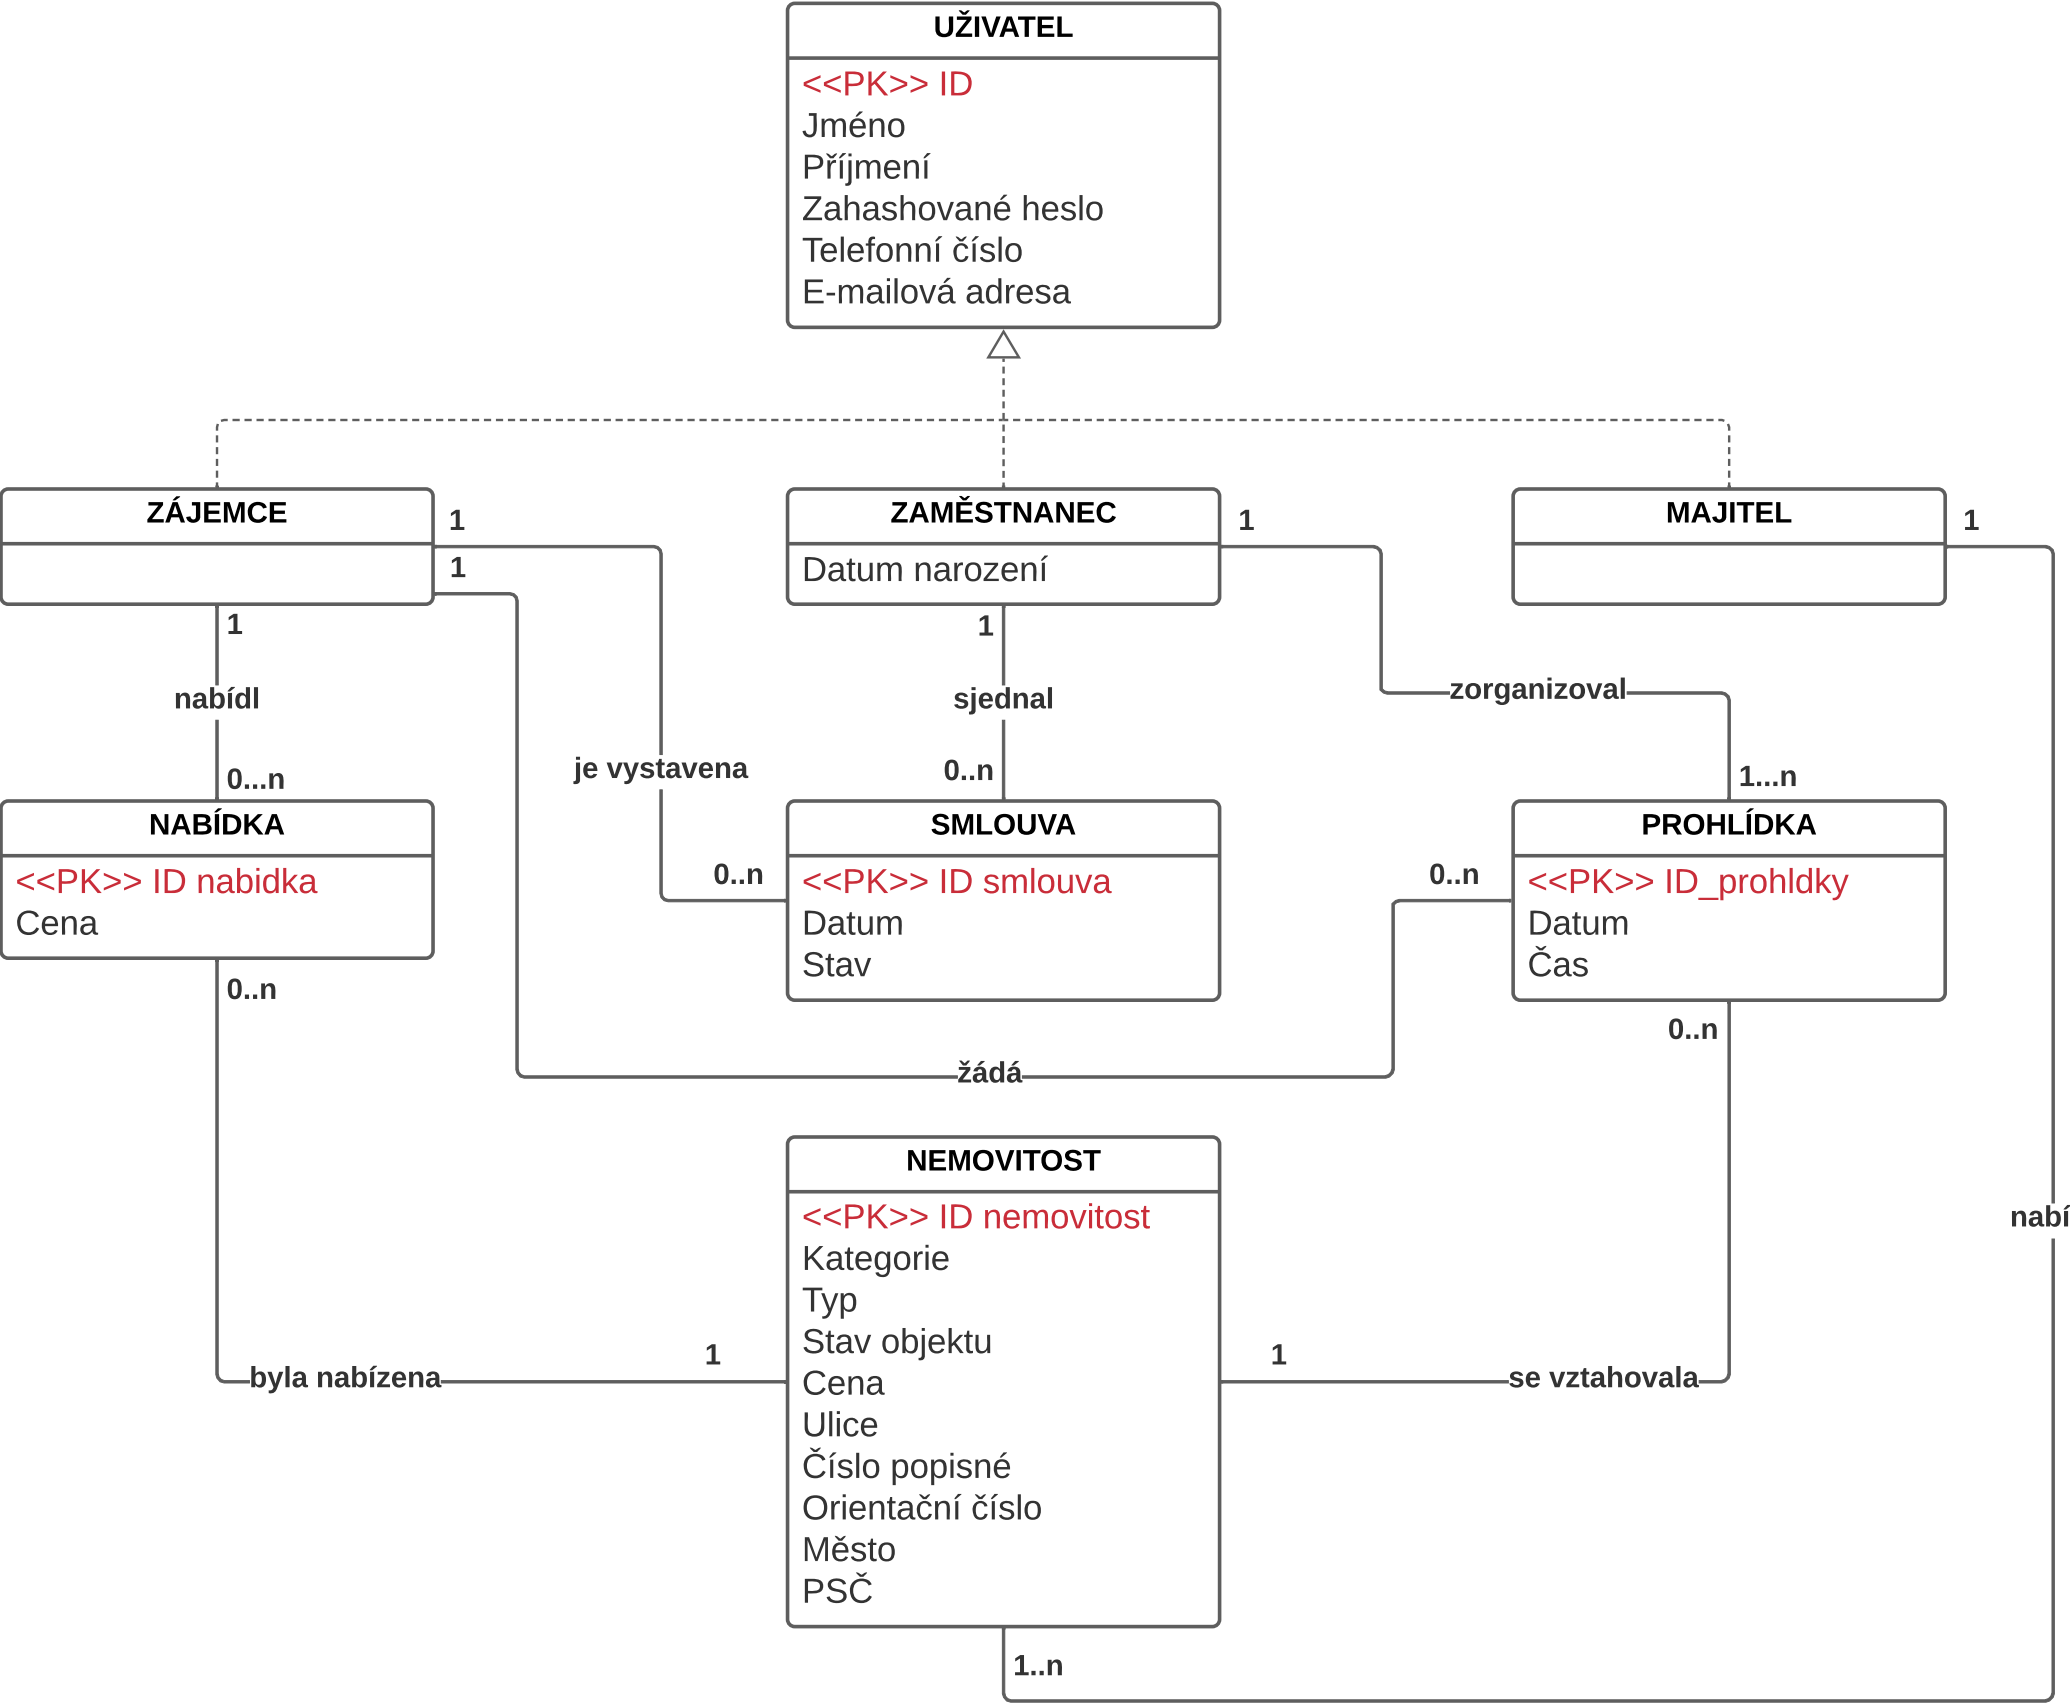 UŽIVATEL
<<PK>> ID
Jméno
Příjmení
Zahashované heslo
Telefonní číslo
E-mailová adresa
ZÁJEMCE
1
1
1
ZAMĚSTNANEC
Datum narození
1
1
MAJITEL
1
nabídl
sjednal
zorganizoval
je vystavena
0...n
0..n
1...n
NABÍDKA
<<PK>> ID nabidka
Cena
0..n
0..n
SMLOUVA
<<PK>> ID smlouva
Datum
Stav
0..n
PROHLÍDKA
<<PK>> ID_prohldky
Datum
Čas
0..n
žádá
NEMOVITOST
<<PK>> ID nemovitost
Kategorie
Typ
Stav objektu
Cena
Ulice
Číslo popisné
Orientační číslo
Město
PSČ
nabí
byla nabízena
1
1
se vztahovala
1..n